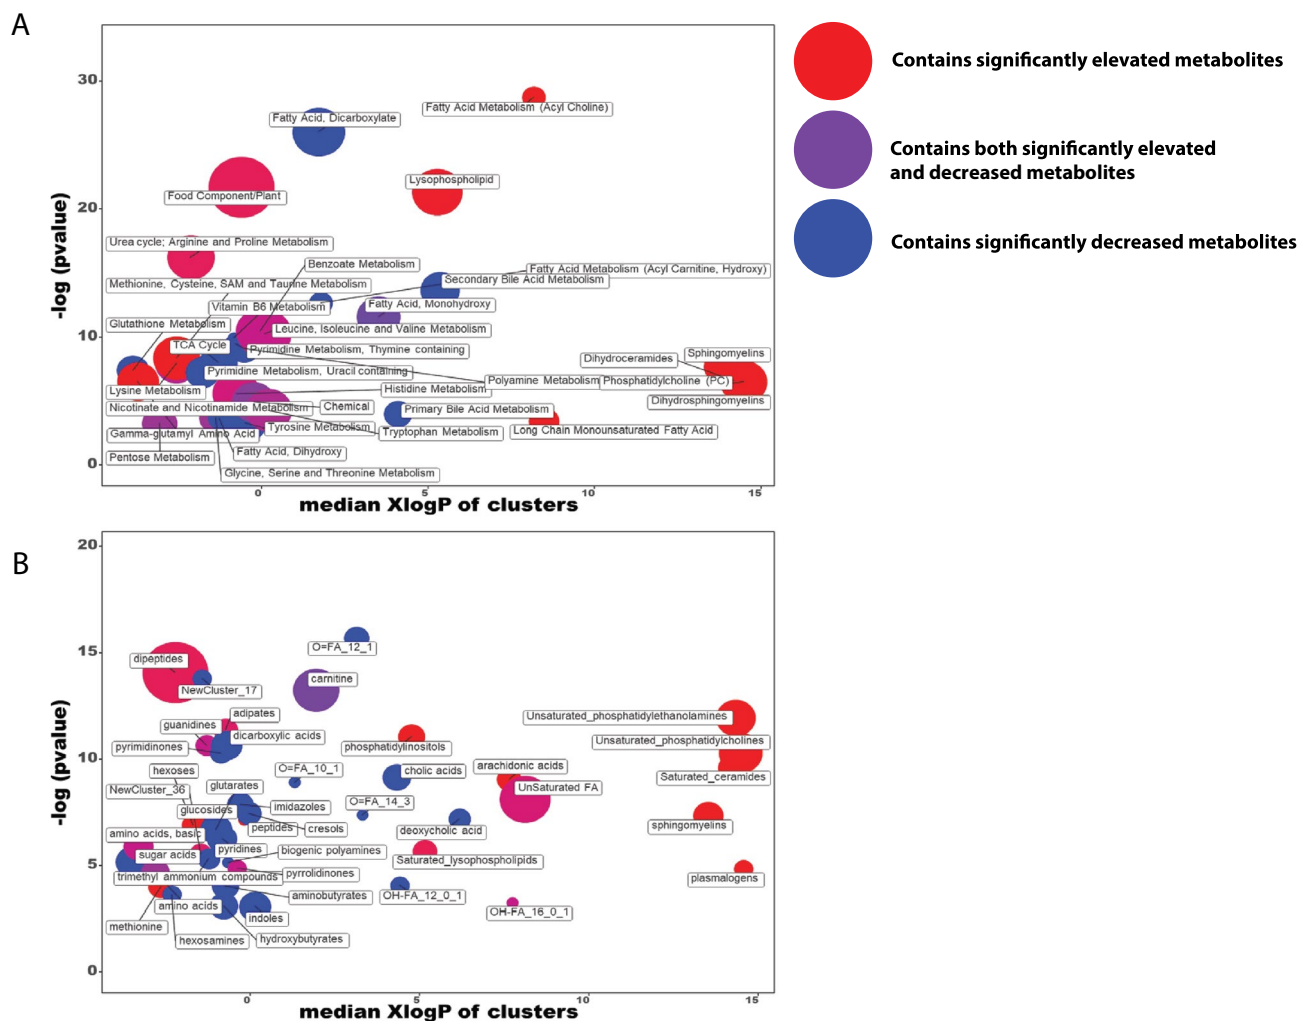 A
Contains significantly elevated metabolites
Contains both significantly elevated
and decreased metabolites
Contains significantly decreased metabolites
-log (pvalue)
30
20
10
0
Fatty Acid Metabolism (Acyl Choline)
Fatty Acid, Dicarboxylate
Lysophospholipid
Food Component/Plant
Urea cycle; Arginine and Proline Metabolism
Benzoate Metabolism
Fatty Acid Metabolism (Acyl Carnitine, Hydroxy)
Methionine, Cysteine, SAM and Taurine Metabolism
Secondary Bile Acid Metabolism
Vitamin B6 Metabolism
Fatty Acid, Monohydroxy
Glutathione Metabolism
Leucine, Isoleucine and Valine Metabolism
TCA Cycle
Pyrimidine Metabolism, Thymine containing
Dihydroceramides
Sphingomyelins
Pyrimidine Metabolism, Uracil containing
Polyamine Metabolism
Phosphatidylcholine (PC)
Lysine Metabolism
Histidine Metabolism
Dihydrosphingomyelins
Nicotinate and Nicotinamide Metabolism
Chemical
Primary Bile Acid Metabolism
Gamma-glutamyl Amino Acid
Tyrosine Metabolism
Tryptophan Metabolism
Long Chain Monounsaturated Fatty Acid
Pentose Metabolism
Fatty Acid, Dihydroxy
Glycine, Serine and Threonine Metabolism
0
5
10
15
median XlogP of clusters
B
-log (pvalue)
20
15
10
5
0
O=FA_12_1
dipeptides
carnitine
NewCluster_17
adipates
guanidines
dicarboxylic acids
pyrimidinones
Unsaturated_phosphatidylethanolamines
phosphatidylinositols
Unsaturated_phosphatidylcholines
hexoses
O=FA_10_1
cholic acids
arachidonic acids
Saturated_ceramides
NewCluster_36
glutarates
UnSaturated FA
glucosides
imidazoles
O=FA_14_3
amino acids, basic
peptides
cresols
deoxycholic acid
sphingomyelins
sugar acids
pyridines
biogenic polyamines
Saturated_lysophospholipids
trimethyl ammonium compounds
pyrrolidinones
plasmalogens
aminobutyrates
OH-FA_12_0_1
methionine
amino acids
indoles
OH-FA_16_0_1
hexosamines
hydroxybutyrates
0
5
10
15
median XlogP of clusters